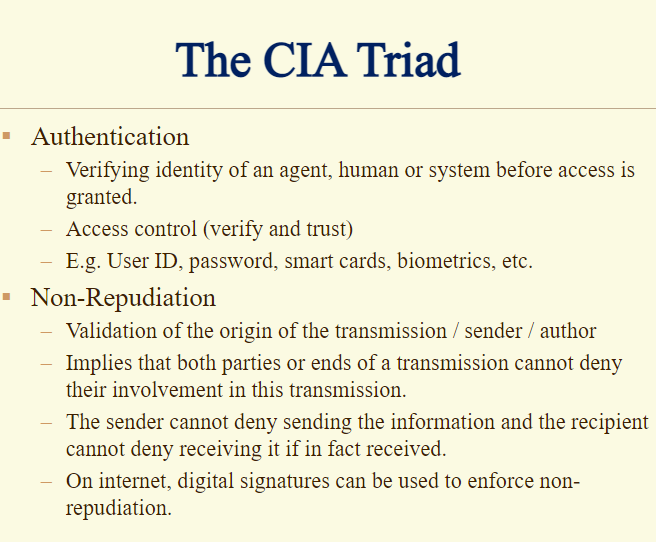 The CIA Triad
▪ Authentication
– Verifying identity of an agent, human or system before access is
granted.
– Access control (verify and trust)
– E.g. User ID, password, smart cards, biometrics, etc.
▪ Non-Repudiation
– Validation of the origin of the transmission / sender / author
– Implies that both parties or ends of a transmission cannot deny
their involvement in this transmission.
– The sender cannot deny sending the information and the recipient
cannot deny receiving it if in fact received.
– On internet, digital signatures can be used to enforce non-
repudiation.